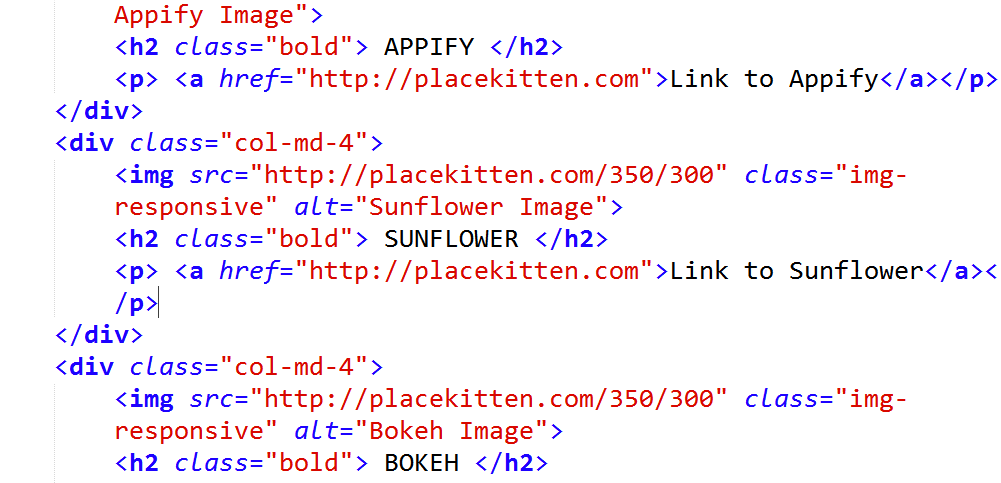 Appify Image">
<h2 class="bold"> APPIFY </h2>
<p> <a href="http://placekitten.com">Link to Appify</a></p>
</div>
<div class="col-md-4">
<img src="http://placekitten.com/350/300" class="img-
responsive" alt="Sunflower Image">
<h2 class="bold"> SUNFLOWER </h2>
<p> <a href="http://placekitten.com">Link to Sunflower</a><
/p>
</div>
<div class="col-md-4">
<img src="http://placekitten.com/350/300" class="img-
responsive" alt="Bokeh Image">
<h2 class="bold"> BOKEH </h2>